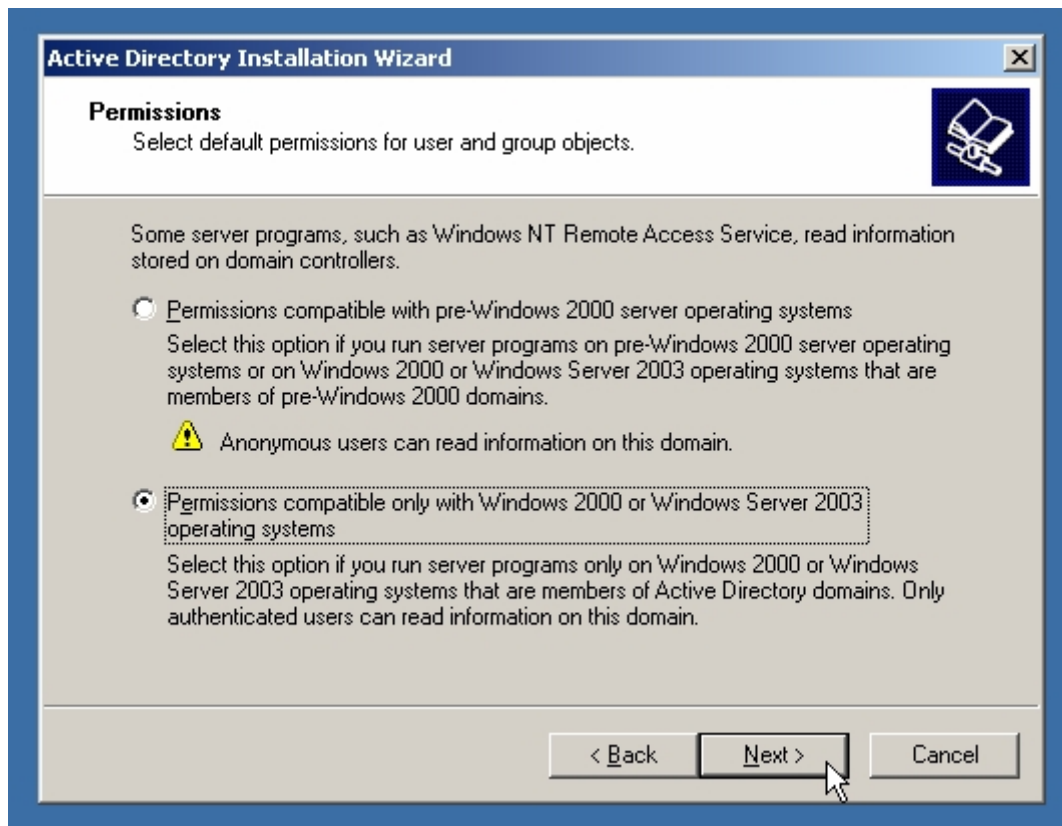 Active Directory Installation Wizard
Permissions
Select default permissions for user and group objects.
Some server programs, such as Windows NT Remote Access Service, read information
stored on domain controllers.
Permissions compatible with pre-Windows 2000 server operating systems
Select this option if you run server programs on pre-Windows 2000 server operating
systems or on Windows 2000 or Windows Server 2003 operating systems that are
members of pre-Windows 2000 domains.
Anonymous users can read information on this domain.
Permissions compatible only with Windows 2000 or Windows Server 2003
operating systems
Select this option if you run server programs only on Windows 2000 or Windows
Server 2003 operating systems that are members of Active Directory domains. Only
authenticated users can read information on this domain.
< Back
Next >
Cancel